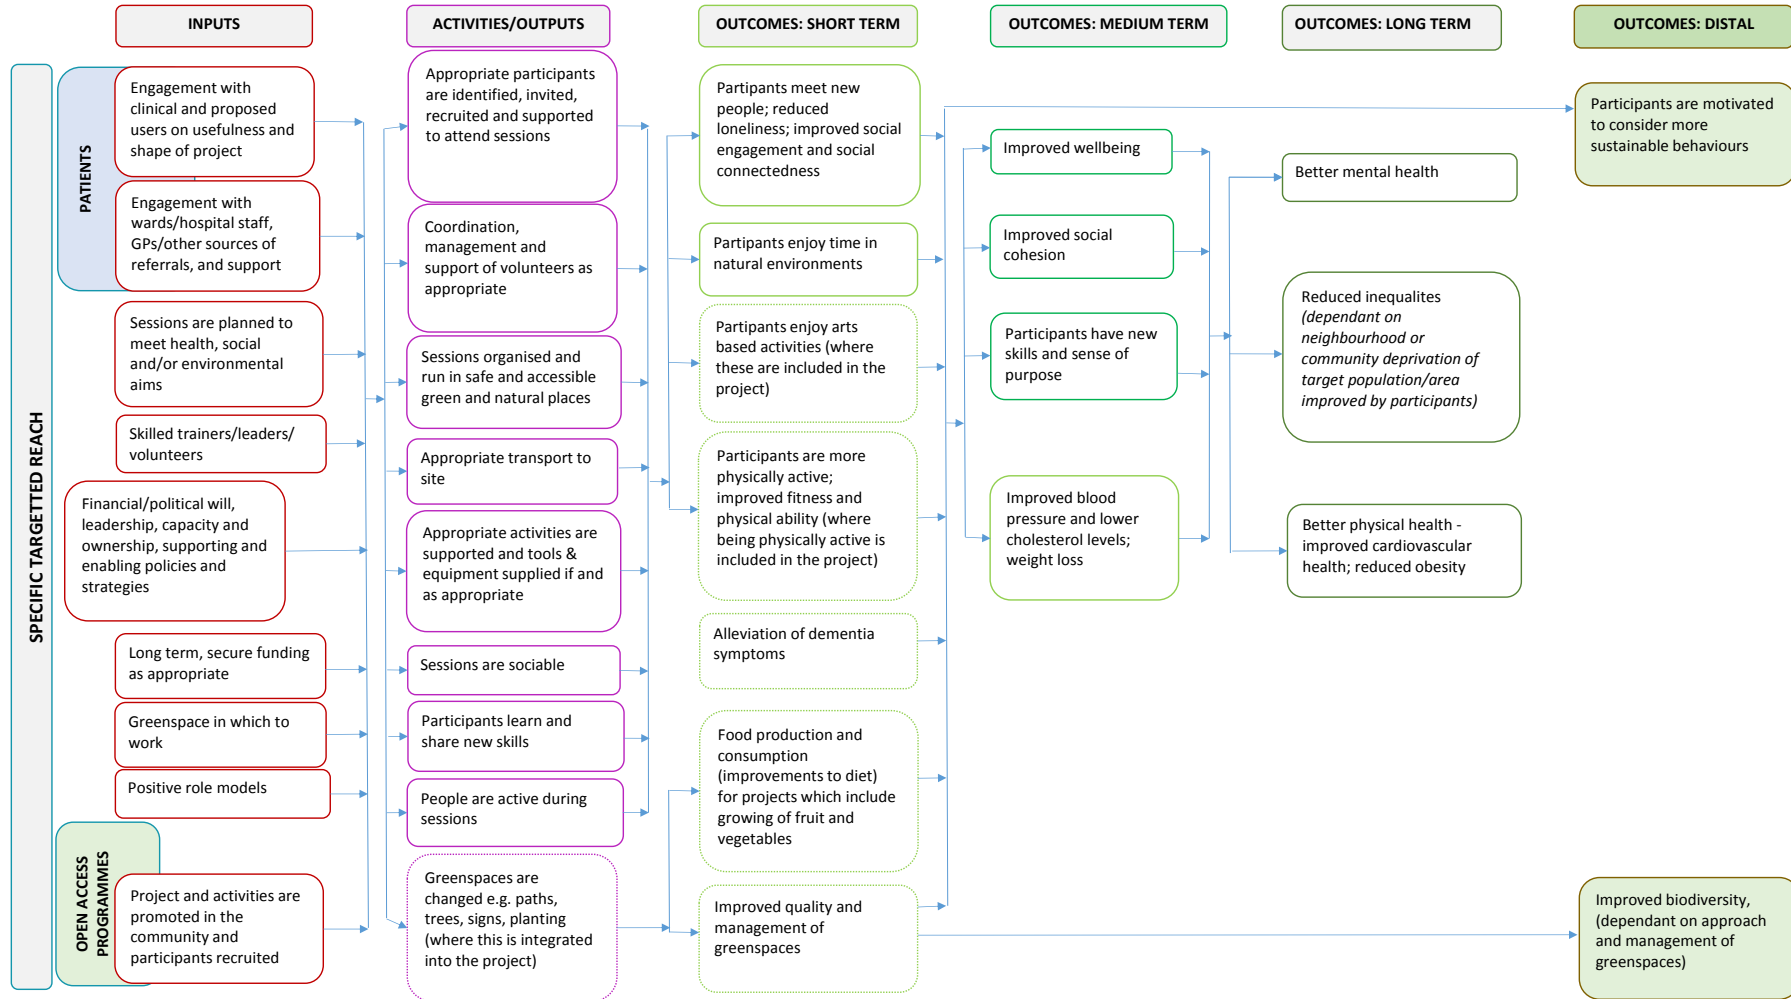 INPUTS
ACTIVITIES/OUTPUTS
OUTCOMES: SHORT TERM
OUTCOMES: MEDIUM TERM
OUTCOMES: LONG TERM
OUTCOMES: DISTAL
SPECIFIC TARGETTED REACH
PATIENTS
OPEN ACCESS
PROGRAMMES
Engagement with
clinical and proposed
users on usefulness and
shape of project
Engagement with
wards/hospital staff,
GPs/other sources of
referrals, and support
Sessions are planned to
meet health, social
and/or environmental
aims
Skilled trainers/leaders/
volunteers
Financial/political will,
leadership, capacity and
ownership, supporting and
enabling policies and
strategies
Long term, secure funding
as appropriate
Greenspace in which to
work
Positive role models
Project and activities are
promoted in the
community and
participants recruited
Appropriate participants
are identified, invited,
recruited and supported
to attend sessions
Coordination,
management and
support of volunteers as
appropriate
Sessions organised and
run in safe and accessible
green and natural places
Appropriate transport to
site
Appropriate activities are
supported and tools &
equipment supplied if and
as appropriate
Sessions are sociable
Participants learn and
share new skills
People are active during
sessions
Greenspaces are
changed e.g. paths,
trees, signs, planting
(where this is integrated
into the project)
Partipants meet new
people; reduced
loneliness; improved social
engagement and social
connectedness
Partipants enjoy time in
natural environments
Partipants enjoy arts
based activities (where
these are included in the
project)
Participants are more
physically active;
improved fitness and
physical ability (where
being physically active is
included in the project)
Alleviation of dementia
symptoms
Food production and
consumption
(improvements to diet)
for projects which include
growing of fruit and
vegetables
Improved quality and
management of
greenspaces
Improved wellbeing
Improved social
cohesion
Participants have new
skills and sense of
purpose
Improved blood
pressure and lower
cholesterol levels;
weight loss
Better mental health
Reduced inequalites
(dependant on
neighbourhood or
community deprivation of
target population/area
improved by participants)
Better physical health -
improved cardiovascular
health; reduced obesity
Participants are motivated
to consider more
sustainable behaviours
Improved biodiversity,
(dependant on approach
and management of
greenspaces)